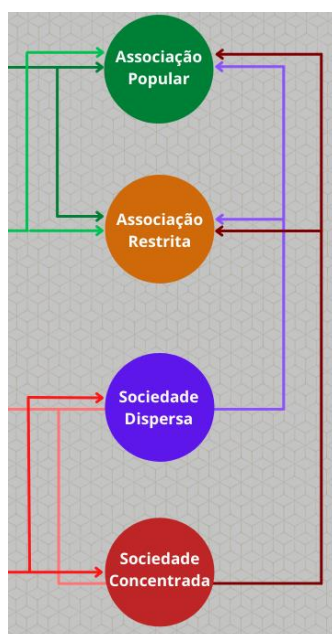 Associação
Popular
Associação
Restrita
Sociedade
Dispersa
Sociedade
Concentrada